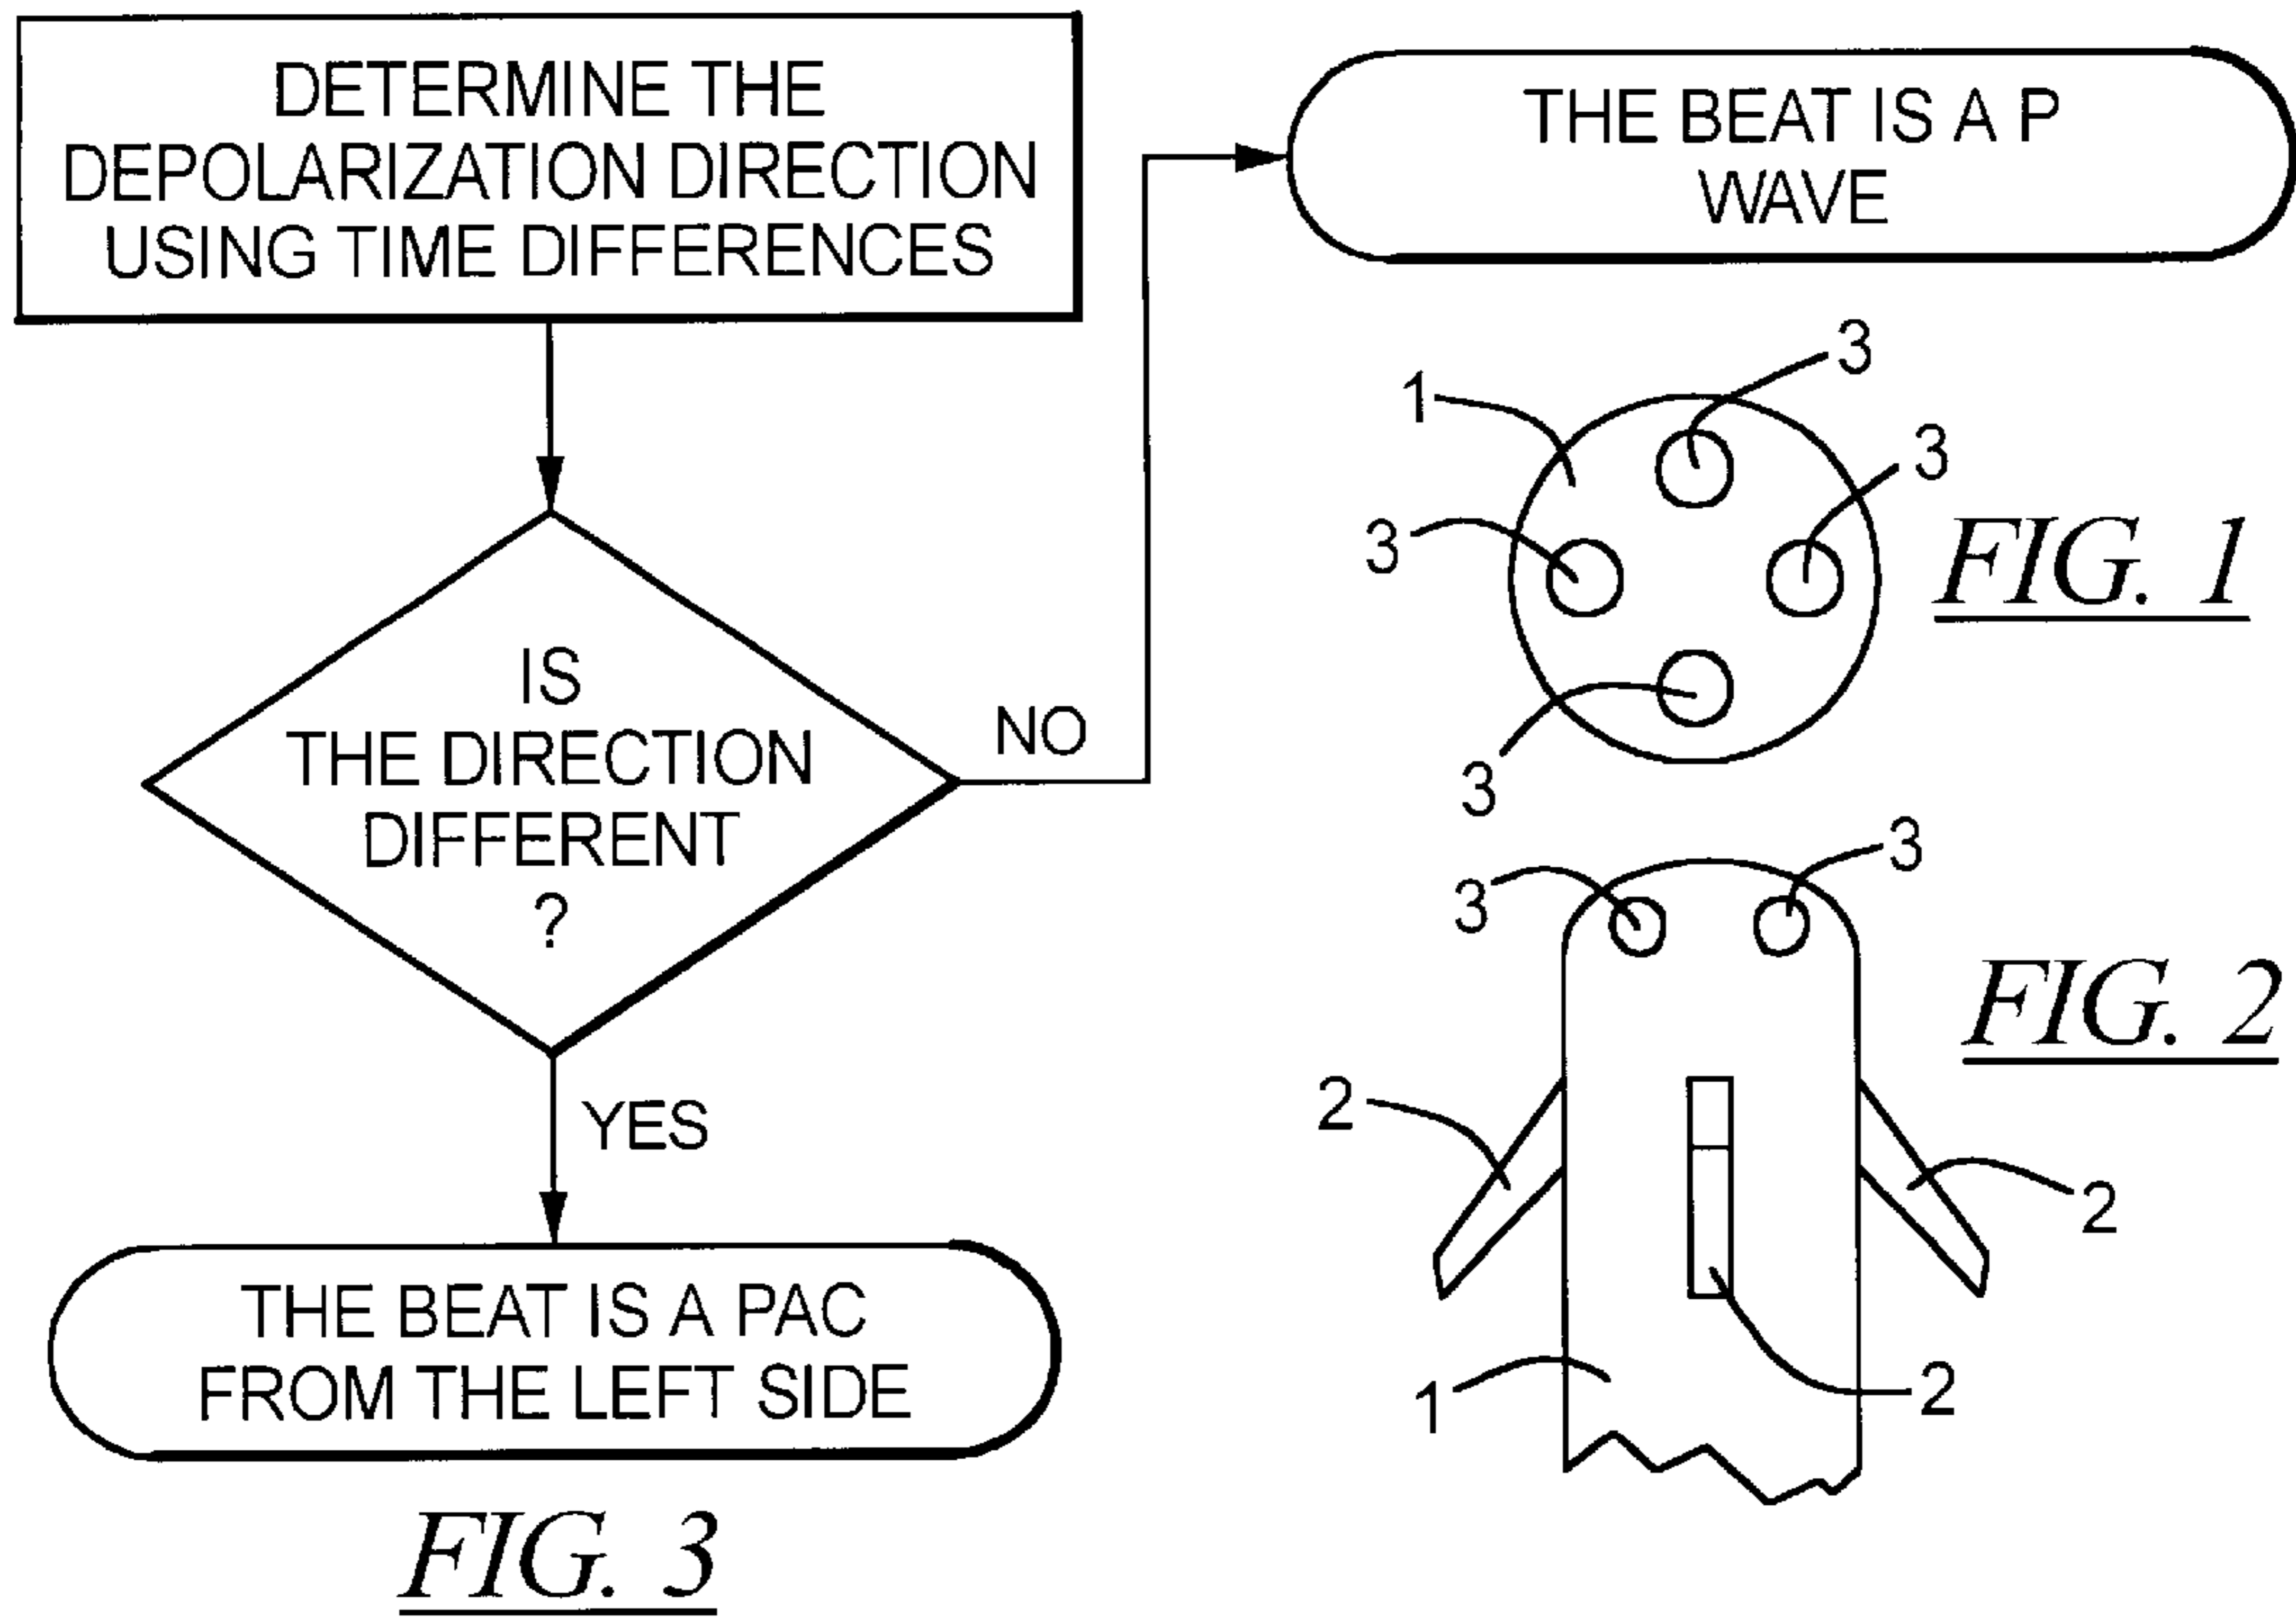 DETERMINE THE
DEPOLARIZATION DIRECTION
USING TIME DIFFERENCES
THE BEAT IS A P
WAVE
IS
THE DIRECTION
DIFFERENT
?
NO
YES
THE BEAT IS A PAC
FROM THE LEFT SIDE
FIG. 3
3
1
3
3
3
FIG. 1
3
3
FIG. 2
2
2
1
2